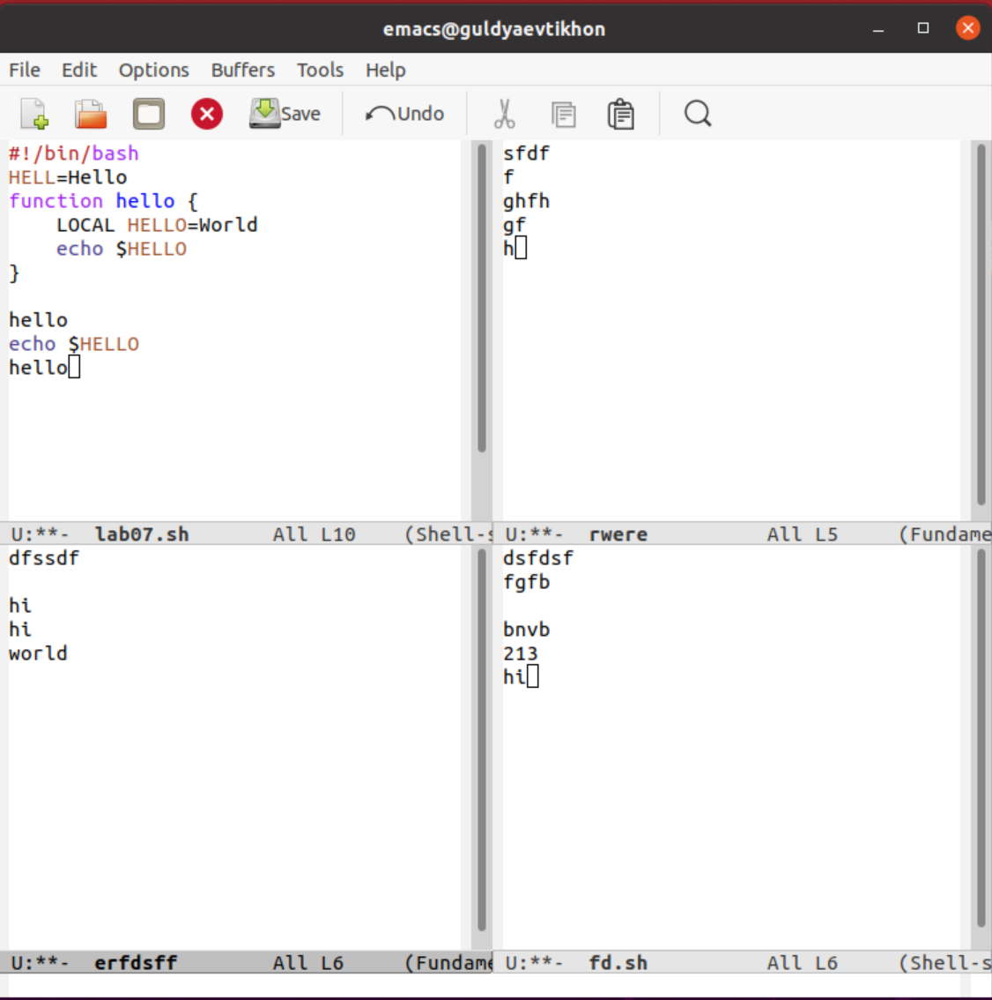 emacs@guldyaevtikhon
File Edit Options Buffers Tools Help
Save Undo
#!/bin/bash
HELL=Hello
function hello {
    LOCAL HELLO=World
    echo $HELLO
}
hello
echo $HELLO
hello
U:**-  lab07.sh       All L10    (Shell-s
sfdf
f
ghfh
gf
h
U:**-  rwere          All L5     (Fundame
dfssdf
hi
hi
world
U:**-  erfdsff        All L6     (Fundame
dsfdsf
fgfb
bnvb
213
hi
U:**-  fd.sh          All L6     (Shell-s